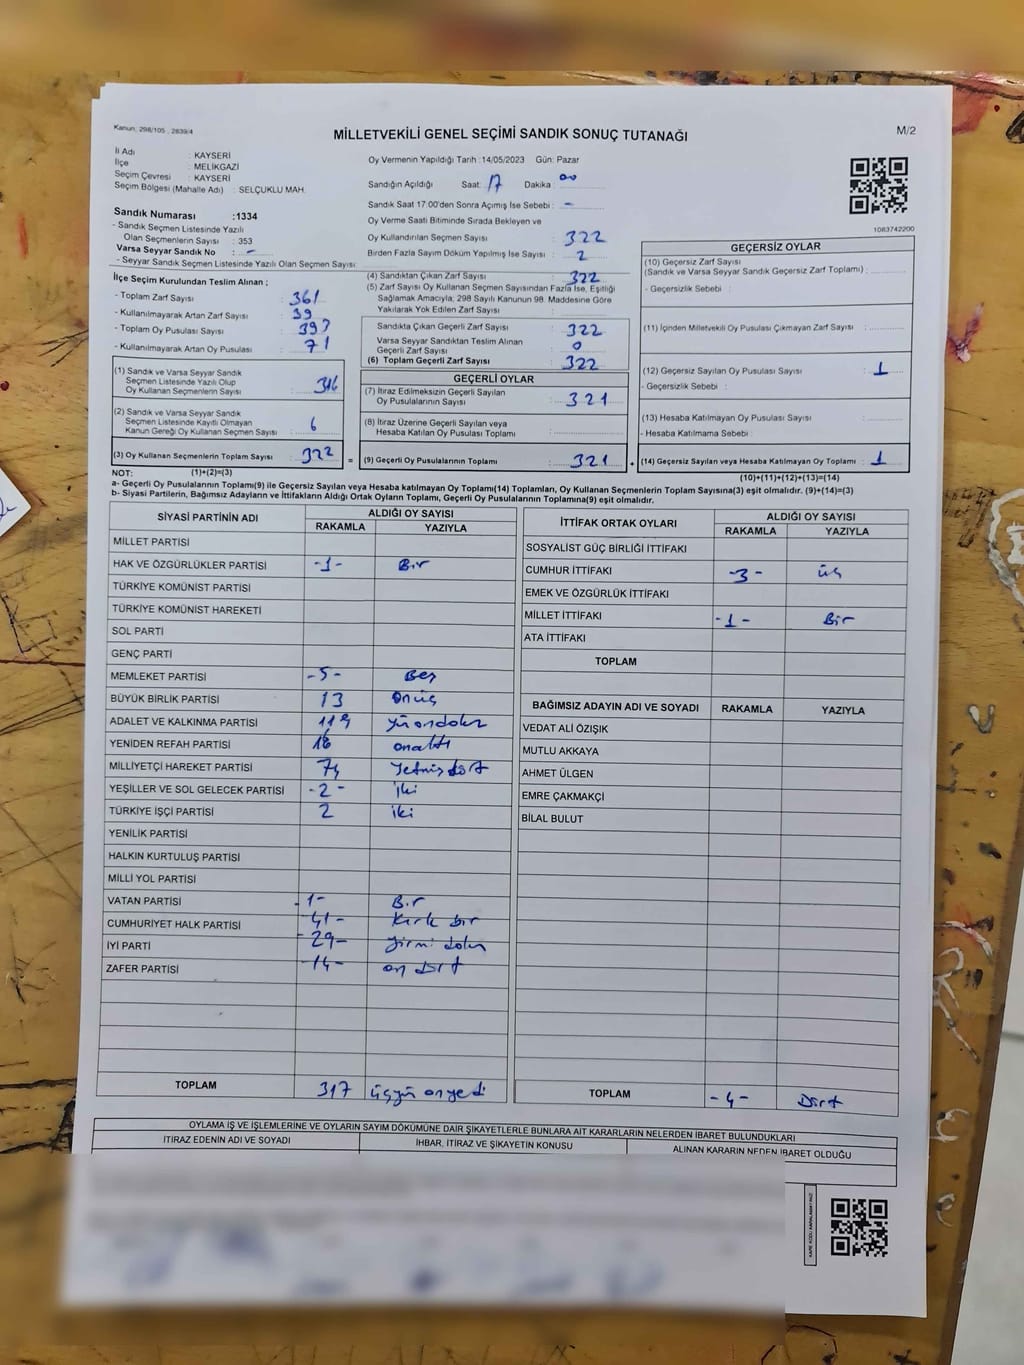 Kanun: 298/105 , 2839/4
MİLLETVEKİLİ GENEL SEÇİMİ SANDIK SONUÇ TUTANAĞI
M/2
İl Adı : KAYSERİ
İlçe : MELİKGAZİ
Seçim Çevresi : KAYSERİ
Seçim Bölgesi (Mahalle Adı) : SELÇUKLU MAH.
Sandık Numarası :1334
- Sandık Seçmen Listesinde Yazılı
Olan Seçmenlerin Sayısı : 353
Varsa Seyyar Sandık No : -
- Seyyar Sandık Seçmen Listesinde Yazılı Olan Seçmen Sayısı:
Oy Vermenin Yapıldığı Tarih :14/05/2023 Gün: Pazar
Sandığın Açıldığı Saat: 17 Dakika : 00
Sandık Saat 17:00'den Sonra Açılmış İse Sebebi : -
Oy Verme Saati Bitiminde Sırada Bekleyen ve
Oy Kullandırılan Seçmen Sayısı : 322
Birden Fazla Sayım Döküm Yapılmış İse Sayısı : 2
1083742200
İlçe Seçim Kurulundan Teslim Alınan ;
- Toplam Zarf Sayısı : 361
- Kullanılmayarak Artan Zarf Sayısı : 39
- Toplam Oy Pusulası Sayısı : 393
- Kullanılmayarak Artan Oy Pusulası : 71
(1) Sandık ve Varsa Seyyar Sandık
Seçmen Listesinde Yazılı Olup
Oy Kullanan Seçmenlerin Sayısı : 316
(2) Sandık ve Varsa Seyyar Sandık
Seçmen Listesinde Kayıtlı Olmayan
Kanun Gereği Oy Kullanan Seçmen Sayısı : 6
(3) Oy Kullanan Seçmenlerin Toplam Sayısı : 322 =
(4) Sandıktan Çıkan Zarf Sayısı : 322
(5) Zarf Sayısı Oy Kullanan Seçmen Sayısından Fazla İse, Eşitliği
Sağlamak Amacıyla; 298 Sayılı Kanunun 98. Maddesine Göre
Yakılarak Yok Edilen Zarf Sayısı :
Sandıkta Çıkan Geçerli Zarf Sayısı : 322
Varsa Seyyar Sandıktan Teslim Alınan
Geçerli Zarf Sayısı : 0
(6) Toplam Geçerli Zarf Sayısı : 322
GEÇERLİ OYLAR
(7) İtiraz Edilmeksizin Geçerli Sayılan
Oy Pusulalarının Sayısı : 321
(8) İtiraz Üzerine Geçerli Sayılan veya
Hesaba Katılan Oy Pusulası Toplamı :
(9) Geçerli Oy Pusulalarının Toplamı : 321 +
GEÇERSİZ OYLAR
(10) Geçersiz Zarf Sayısı
(Sandık ve Varsa Seyyar Sandık Geçersiz Zarf Toplamı) :
- Geçersizlik Sebebi :
(11) İçinden Milletvekili Oy Pusulası Çıkmayan Zarf Sayısı :
(12) Geçersiz Sayılan Oy Pusulası Sayısı : 1
- Geçersizlik Sebebi :
(13) Hesaba Katılmayan Oy Pusulası Sayısı :
- Hesaba Katılmama Sebebi :
(14) Geçersiz Sayılan veya Hesaba Katılmayan Oy Toplamı : 1
NOT: (1)+(2)=(3)
(10)+(11)+(12)+(13)=(14)
a- Geçerli Oy Pusulalarının Toplamı(9) ile Geçersiz Sayılan veya Hesaba katılmayan Oy Toplamı(14) Toplamları, Oy Kullanan Seçmenlerin Toplam Sayısına(3) eşit olmalıdır. (9)+(14)=(3)
b- Siyasi Partilerin, Bağımsız Adayların ve İttifakların Aldığı Ortak Oyların Toplamı, Geçerli Oy Pusulalarının Toplamına(9) eşit olmalıdır.
SİYASİ PARTİNİN ADI ALDIĞI OY SAYISI
RAKAMLA YAZIYLA
MİLLET PARTİSİ
HAK VE ÖZGÜRLÜKLER PARTİSİ -1- Bir
TÜRKİYE KOMÜNİST PARTİSİ
TÜRKİYE KOMÜNİST HAREKETİ
SOL PARTİ
GENÇ PARTİ
MEMLEKET PARTİSİ -5- Beş
BÜYÜK BİRLİK PARTİSİ 13 onüç
ADALET VE KALKINMA PARTİSİ 119 yüzondokuz
YENİDEN REFAH PARTİSİ 16 onaltı
MİLLİYETÇİ HAREKET PARTİSİ 74 Yetmişdört
YEŞİLLER VE SOL GELECEK PARTİSİ -2- iki
TÜRKİYE İŞÇİ PARTİSİ 2 iki
YENİLİK PARTİSİ
HALKIN KURTULUŞ PARTİSİ
MİLLİ YOL PARTİSİ
VATAN PARTİSİ -1- Bir
CUMHURİYET HALK PARTİSİ -41- Kırk bir
İYİ PARTİ -29- yirmi dokuz
ZAFER PARTİSİ -14- on dört
TOPLAM 317 üçyüz onyedi
İTTİFAK ORTAK OYLARI ALDIĞI OY SAYISI
RAKAMLA YAZIYLA
SOSYALİST GÜÇ BİRLİĞİ İTTİFAKI
CUMHUR İTTİFAKI -3- üç
EMEK VE ÖZGÜRLÜK İTTİFAKI
MİLLET İTTİFAKI -1- Bir
ATA İTTİFAKI
TOPLAM
BAĞIMSIZ ADAYIN ADI VE SOYADI RAKAMLA YAZIYLA
VEDAT ALİ ÖZIŞIK
MUTLU AKKAYA
AHMET ÜLGEN
EMRE ÇAKMAKÇİ
BİLAL BULUT
TOPLAM -4- Dört
OYLAMA İŞ VE İŞLEMLERİNE VE OYLARIN SAYIM DÖKÜMÜNE DAİR ŞİKAYETLERLE BUNLARA AİT KARARLARIN NELERDEN İBARET BULUNDUKLARI
İTİRAZ EDENİN ADI VE SOYADI İHBAR, İTİRAZ VE ŞİKAYETİN KONUSU ALINAN KARARIN NEDEN İBARET OLDUĞU